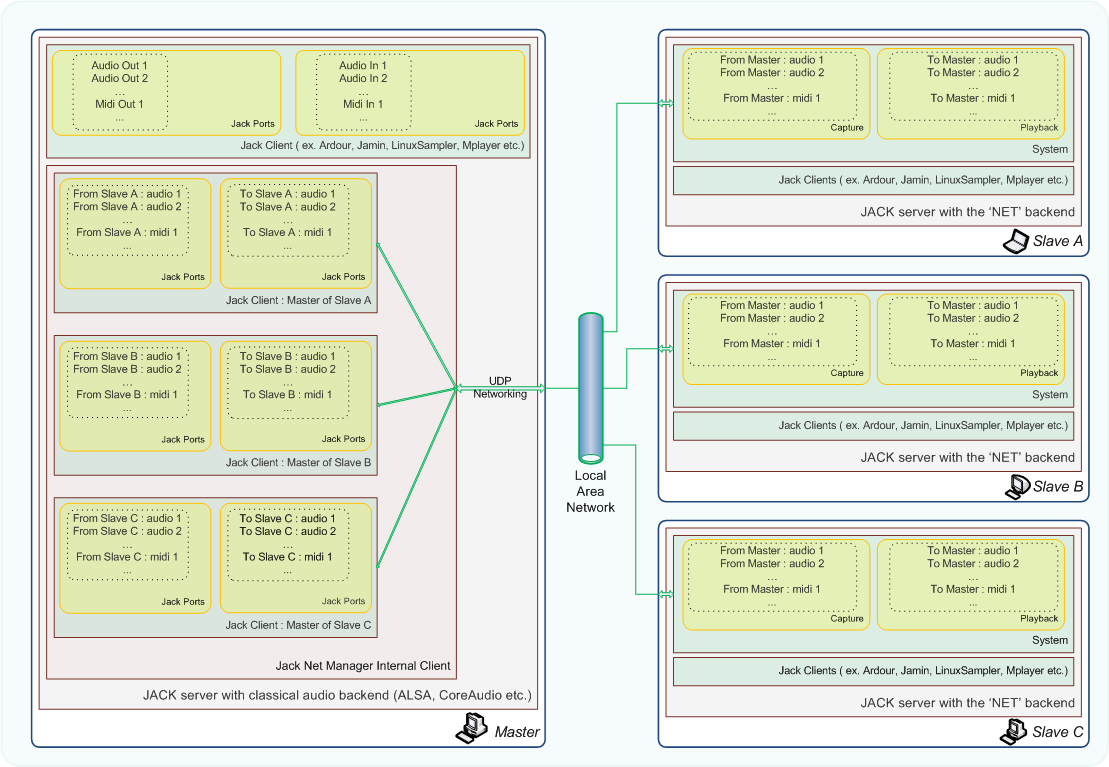 Audio Out 1
Audio Out 2
...
Midi Out 1
...
Jack Ports
Audio In 1
Audio In 2
...
Midi In 1
...
Jack Ports
Jack Client ( ex. Ardour, Jamin, LinuxSampler, Mplayer etc.)
From Slave A : audio 1
From Slave A : audio 2
...
From Slave A : midi 1
...
Jack Ports
To Slave A : audio 1
To Slave A : audio 2
...
To Slave A : midi 1
...
Jack Ports
Jack Client : Master of Slave A
From Slave B : audio 1
From Slave B : audio 2
...
From Slave B : midi 1
...
Jack Ports
To Slave B : audio 1
To Slave B : audio 2
...
To Slave B : midi 1
...
Jack Ports
Jack Client : Master of Slave B
From Slave C : audio 1
From Slave C : audio 2
...
From Slave C : midi 1
...
Jack Ports
To Slave C : audio 1
To Slave C : audio 2
...
To Slave C : midi 1
...
Jack Ports
Jack Client : Master of Slave C
Jack Net Manager Internal Client
JACK server with classical audio backend (ALSA, CoreAudio etc.)
Master
UDP
Networking
Local
Area
Network
From Master : audio 1
From Master : audio 2
...
From Master : midi 1
...
Capture
To Master : audio 1
To Master : audio 2
...
To Master : midi 1
...
Playback
System
Jack Clients ( ex. Ardour, Jamin, LinuxSampler, Mplayer etc.)
JACK server with the ‘NET’ backend
Slave A
From Master : audio 1
From Master : audio 2
...
From Master : midi 1
...
Capture
To Master : audio 1
To Master : audio 2
...
To Master : midi 1
...
Playback
System
Jack Clients ( ex. Ardour, Jamin, LinuxSampler, Mplayer etc.)
JACK server with the ‘NET’ backend
Slave B
From Master : audio 1
From Master : audio 2
...
From Master : midi 1
...
Capture
To Master : audio 1
To Master : audio 2
...
To Master : midi 1
...
Playback
System
Jack Clients ( ex. Ardour, Jamin, LinuxSampler, Mplayer etc.)
JACK server with the ‘NET’ backend
Slave C